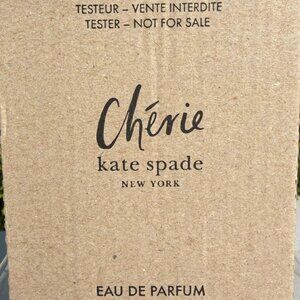 TESTEUR – VENTE INTERDITE
TESTER – NOT FOR SALE
Chérie
kate spade
NEW YORK
EAU DE PARFUM